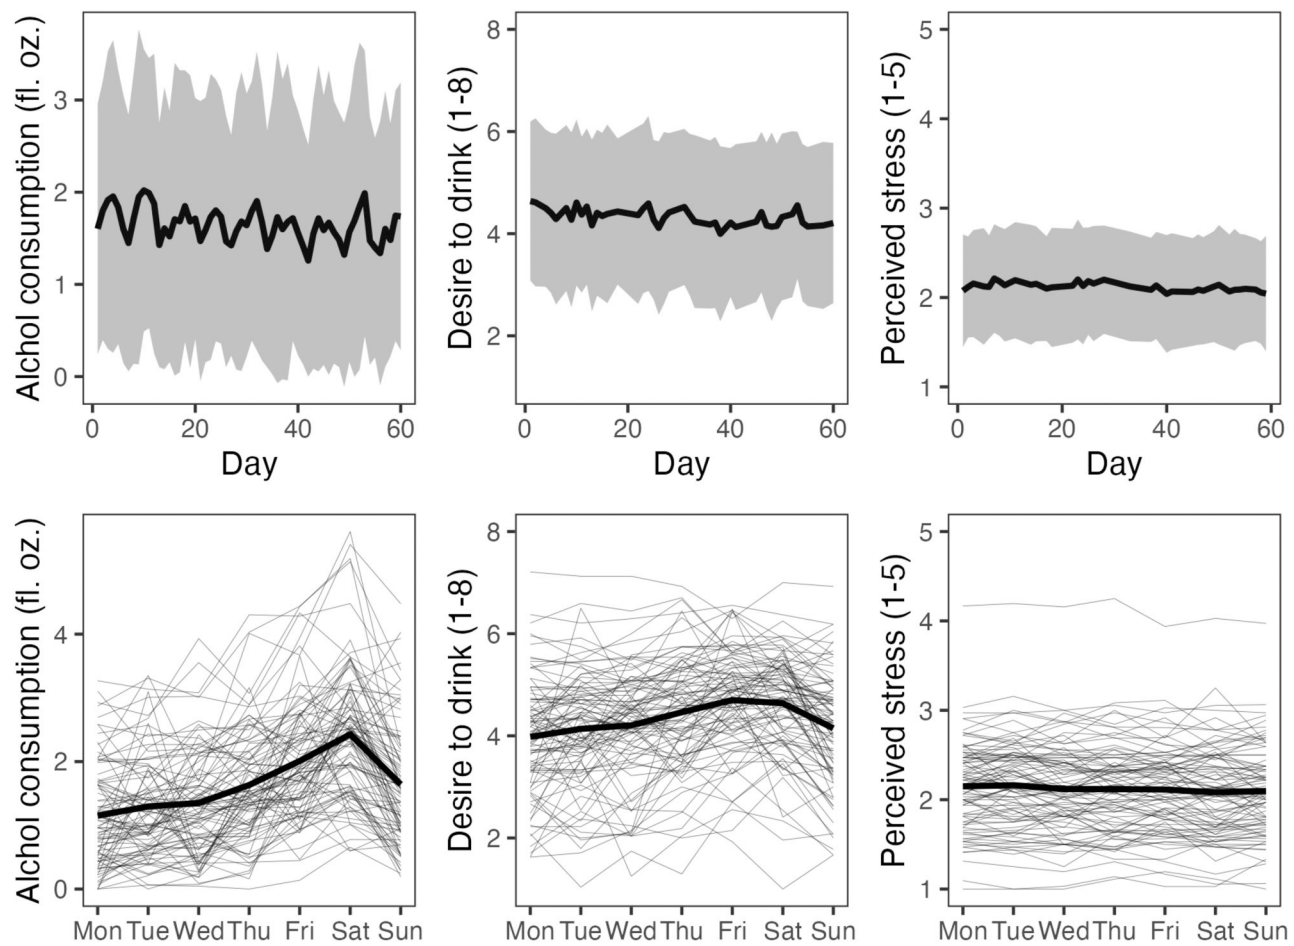 Alchol consumption (fl. oz.)
3
2
1
0
0 20 40 60
Day
Desire to drink (1-8)
8
6
4
2
0 20 40 60
Day
Perceived stress (1-5)
5
4
3
2
1
0 20 40 60
Day
Alchol consumption (fl. oz.)
4
2
0
Mon Tue Wed Thu Fri Sat Sun
Desire to drink (1-8)
8
6
4
2
Mon Tue Wed Thu Fri Sat Sun
Perceived stress (1-5)
5
4
3
2
1
Mon Tue Wed Thu Fri Sat Sun